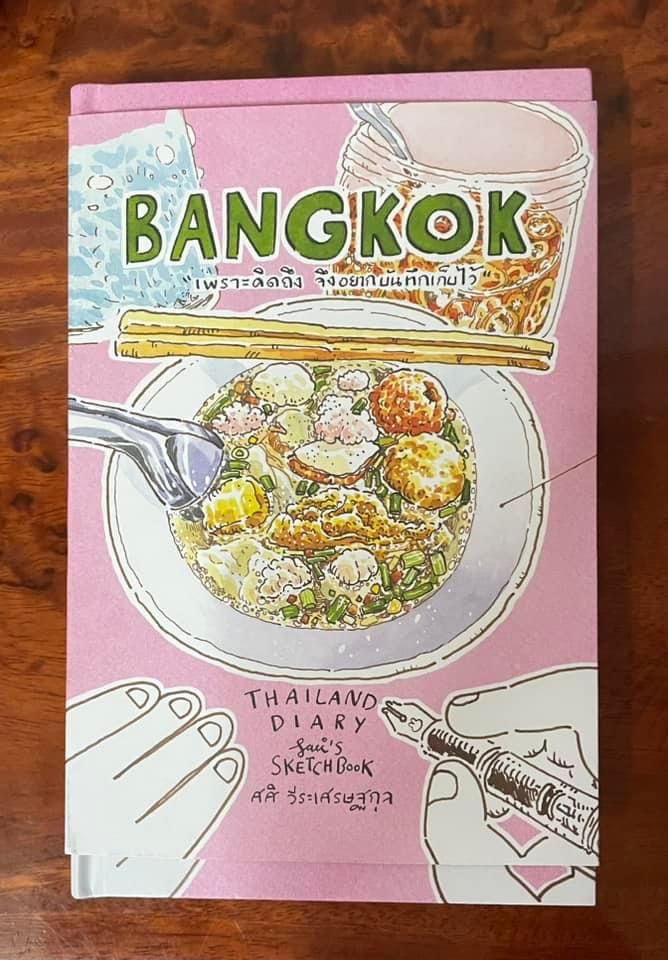 BANGKOK
"เพราะคิดถึง จึงอยากบันทึกเก็บไว้"
THAILAND
DIARY
SKETCHBOOK
ศศิ วีระเศรษฐกุล